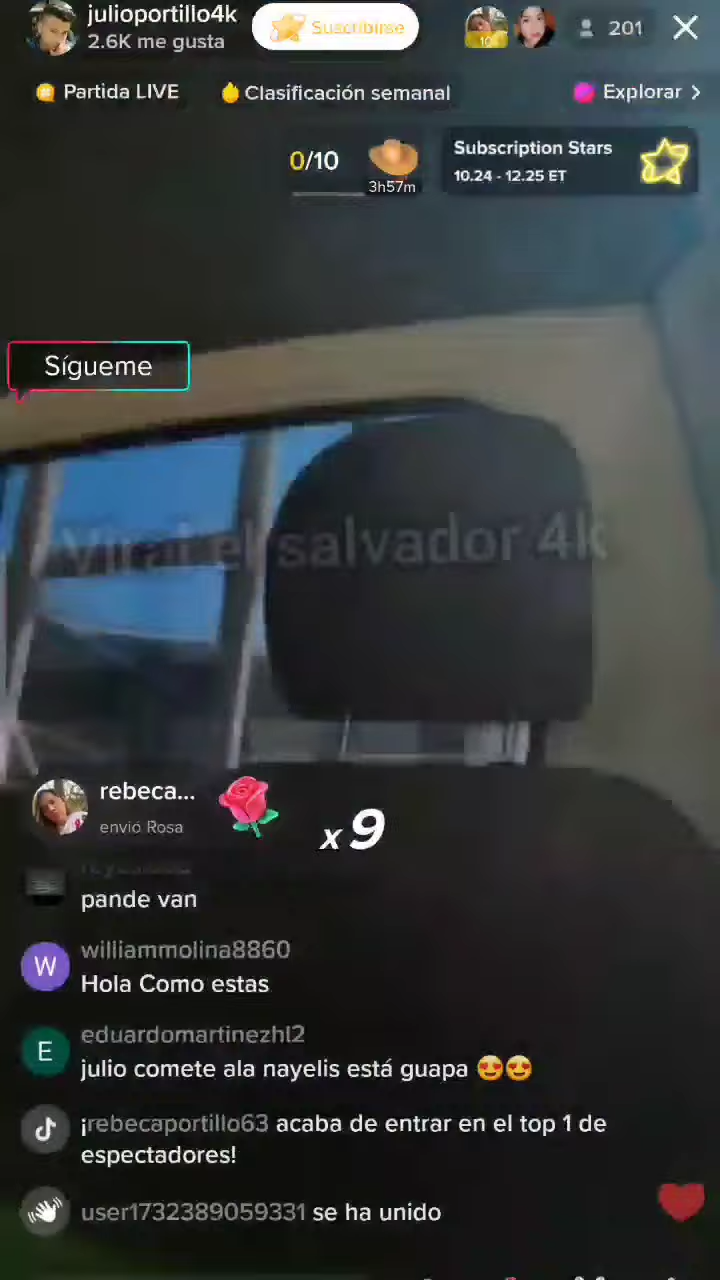 julioportillo4k
2.6K me gusta
Suscribirse
201
Partida LIVE
Clasificación semanal
Explorar >
0/10
3h57m
Subscription Stars
10.24 - 12.25 ET
Sígueme
Viral el salvador 4k
rebeca...
envió Rosa
x 9
pande van
W
williammolina8860
Hola Como estas
E
eduardomartinezhl2
julio comete ala nayelis está guapa 😍😍
¡rebecaportillo63 acaba de entrar en el top 1 de
espectadores!
user1732389059331 se ha unido